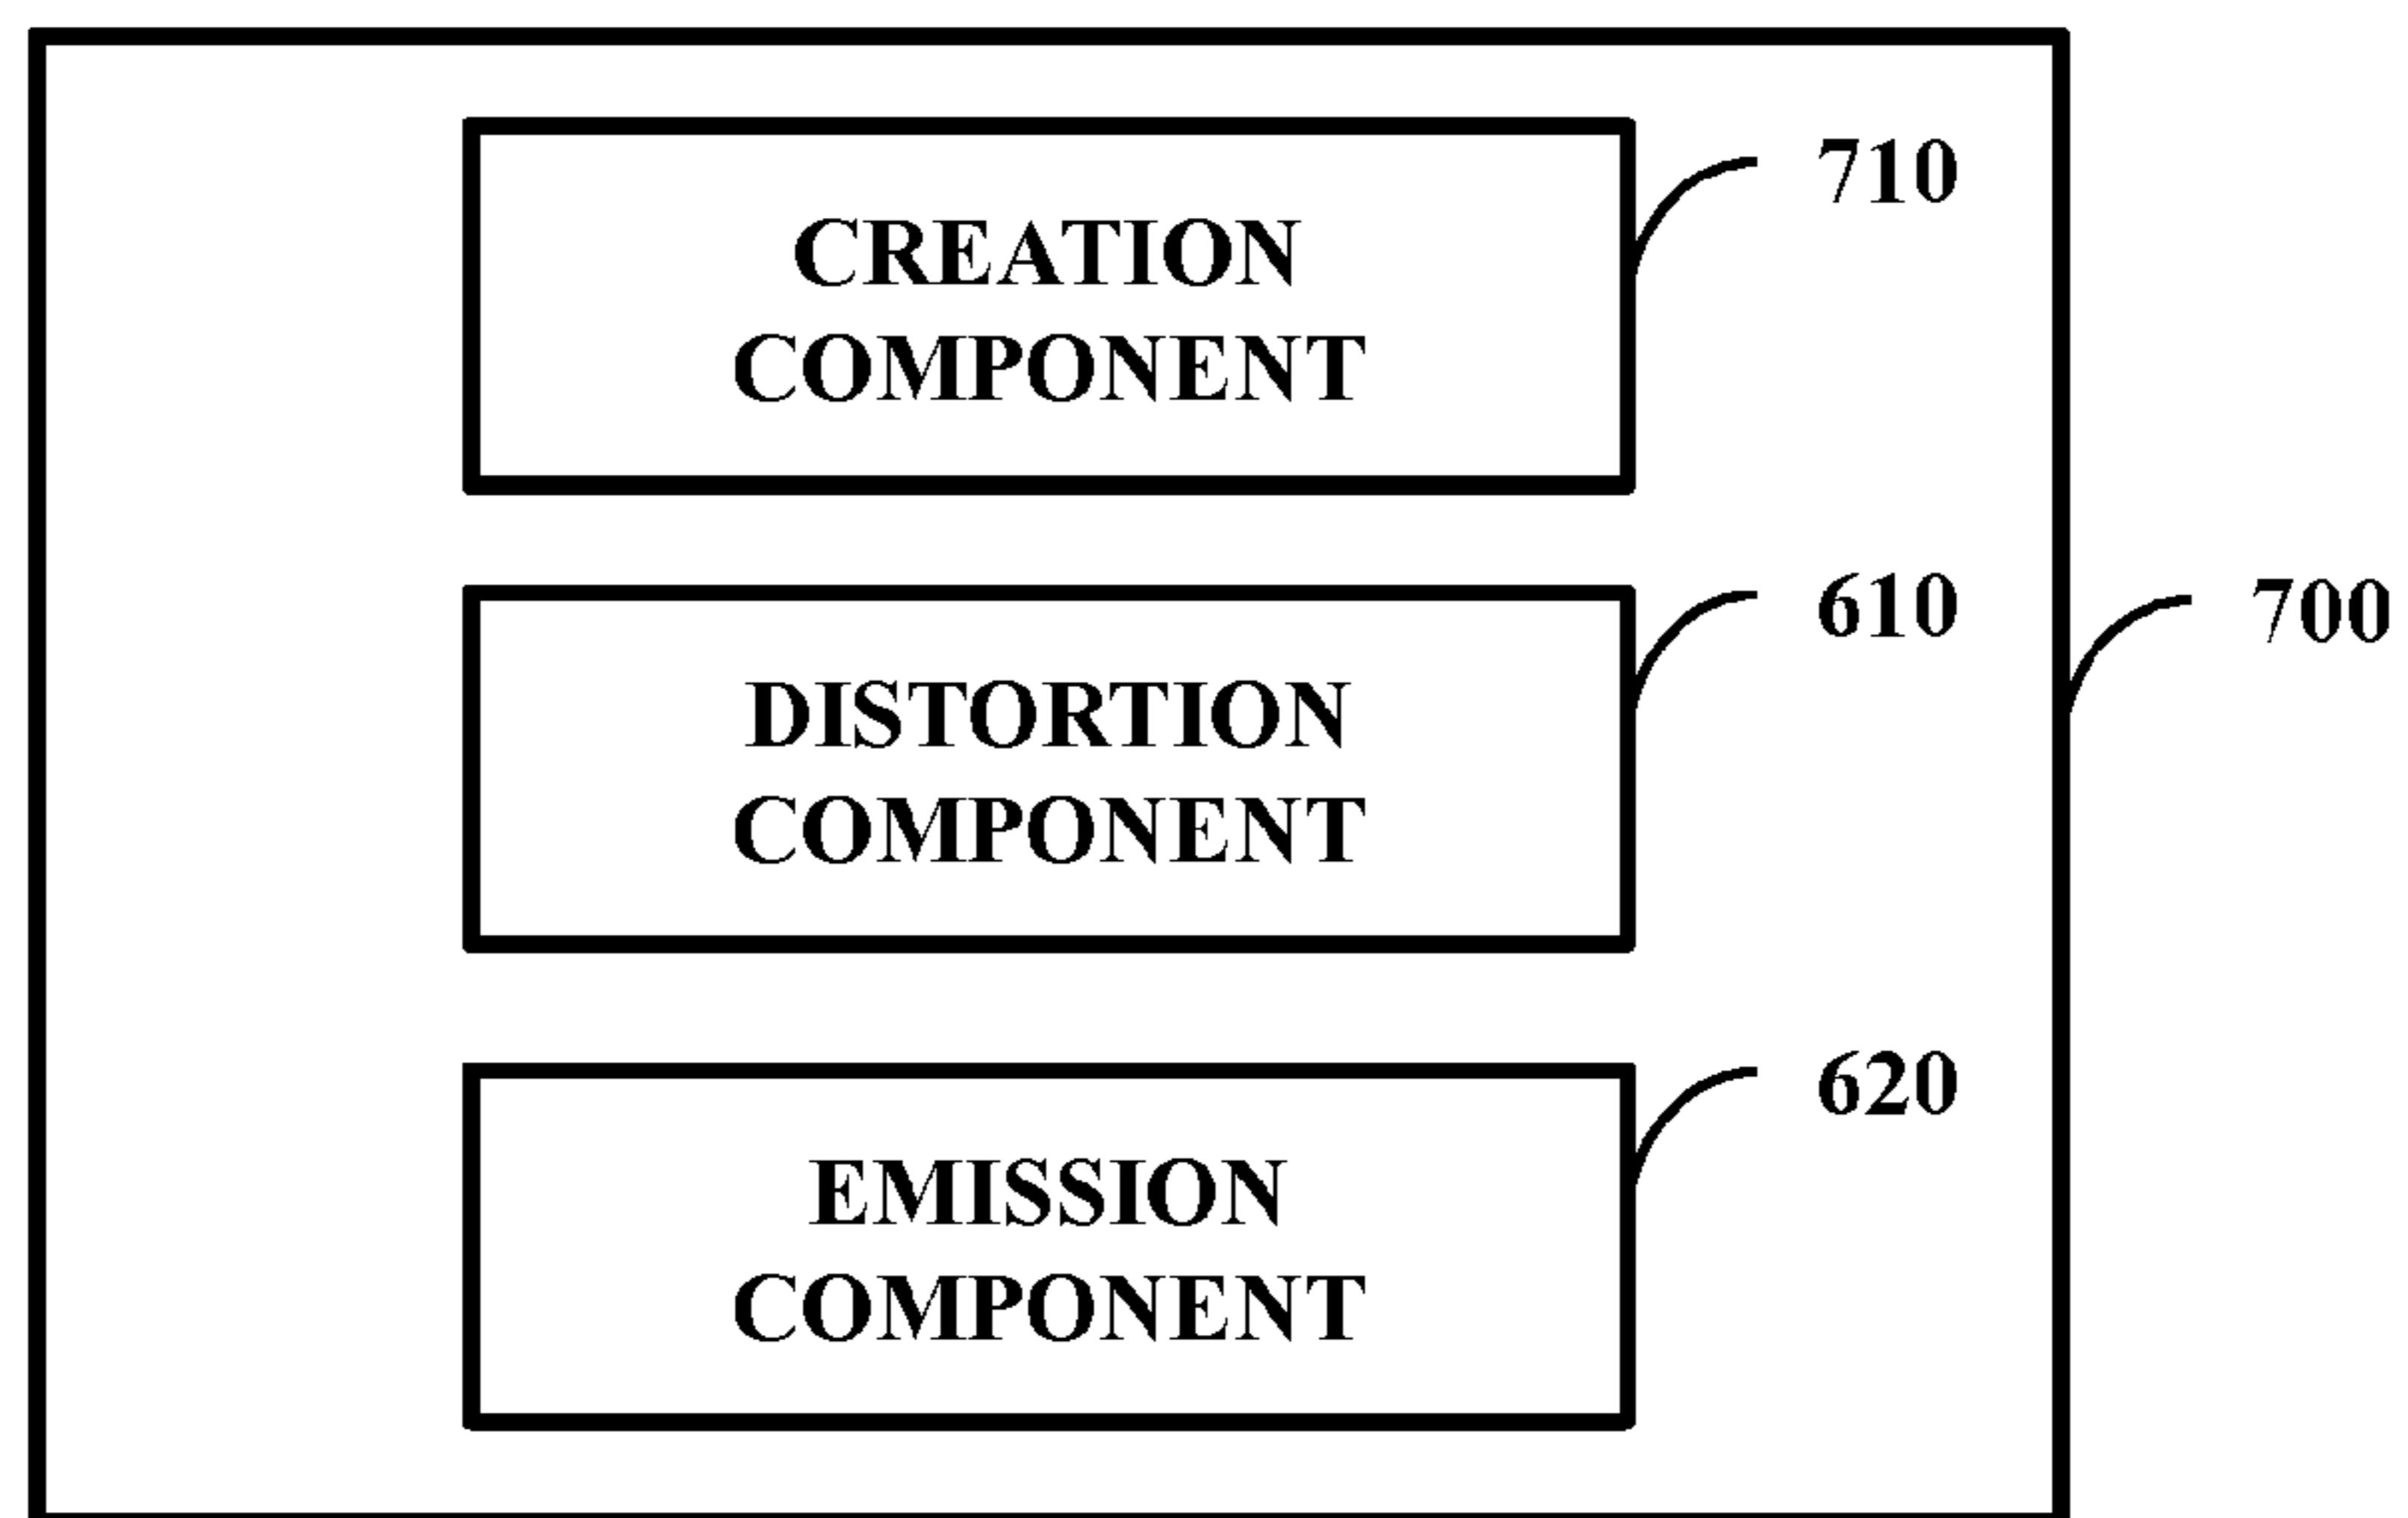 CREATION
COMPONENT
710
DISTORTION
COMPONENT
610
700
EMISSION
COMPONENT
620